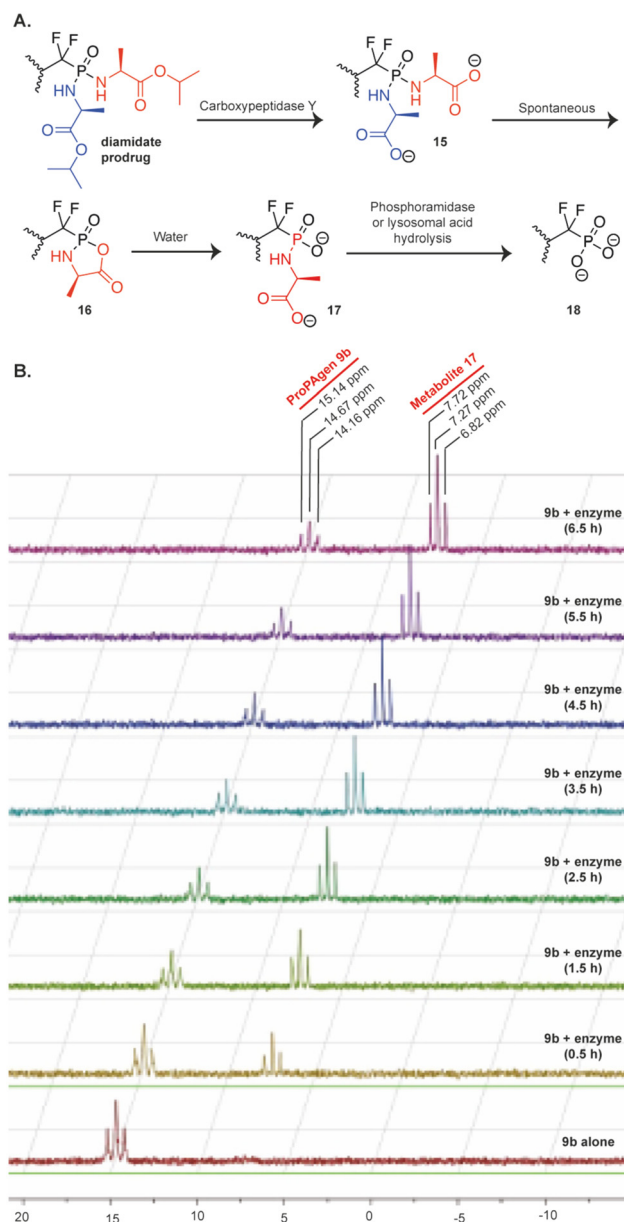 A.
F F
O
P
HN
N
H
O
O
O
O
diamidate
prodrug
Carboxypeptidase Y
F F
O
P
HN
N
H
O
O⊖
O
O⊖
15
Spontaneous
F F
O
P
HN
O
O
16
Water
F F
O
P
HN
O⊖
O
O⊖
17
Phosphoramidase
or lysosomal acid
hydrolysis
F F
O
P
O⊖
O⊖
18
B.
ProPAgen 9b
15.14 ppm
14.67 ppm
14.16 ppm
Metabolite 17
7.72 ppm
7.27 ppm
6.82 ppm
9b + enzyme
(6.5 h)
9b + enzyme
(5.5 h)
9b + enzyme
(4.5 h)
9b + enzyme
(3.5 h)
9b + enzyme
(2.5 h)
9b + enzyme
(1.5 h)
9b + enzyme
(0.5 h)
9b alone
20 15 10 5 0 -5 -10